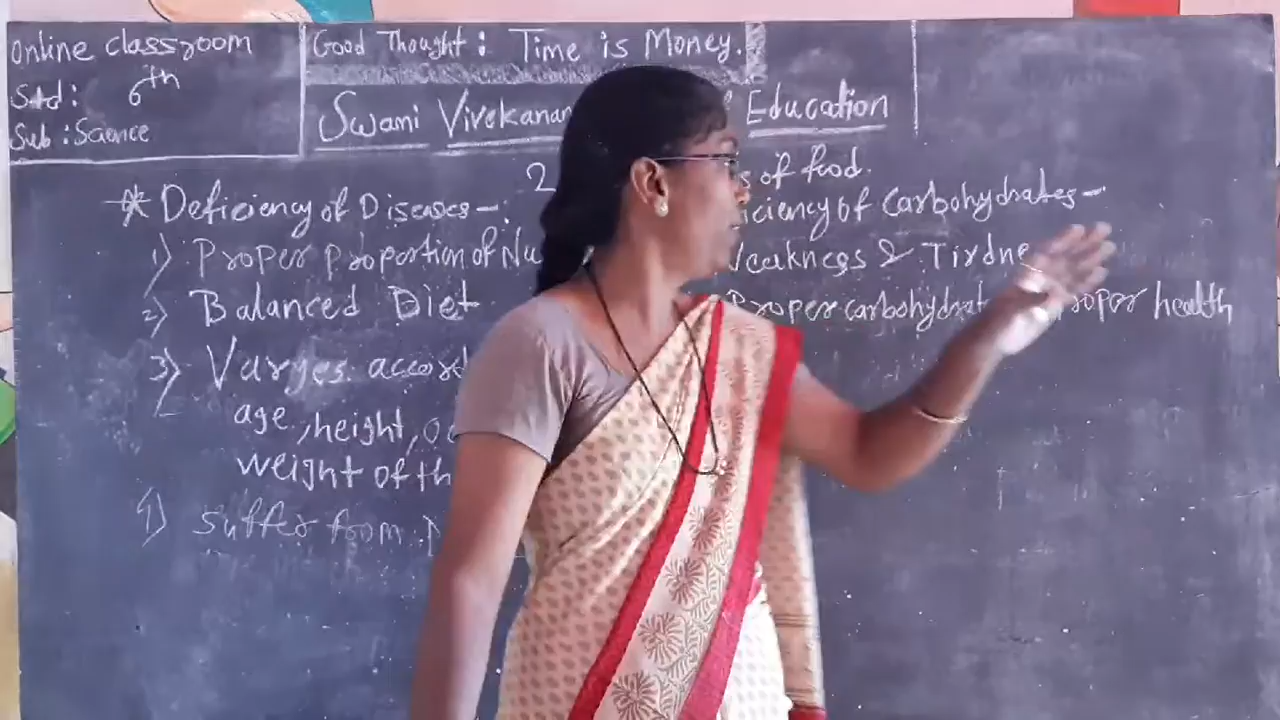 Online classroom
Std: 6th
Sub: Science
Good Thought: Time is Money.
Swami Vivekanan Education
2 s of food.
* Deficiency of Diseases-:
1) Proper proportion of Nu
2) Balanced Diet
3) Varyes accord
age, height, oc
weight of th
4) Suffer from D
iciency of Carbohydrates-
Weakness & Tirdne
Proper carbohydrat roper health